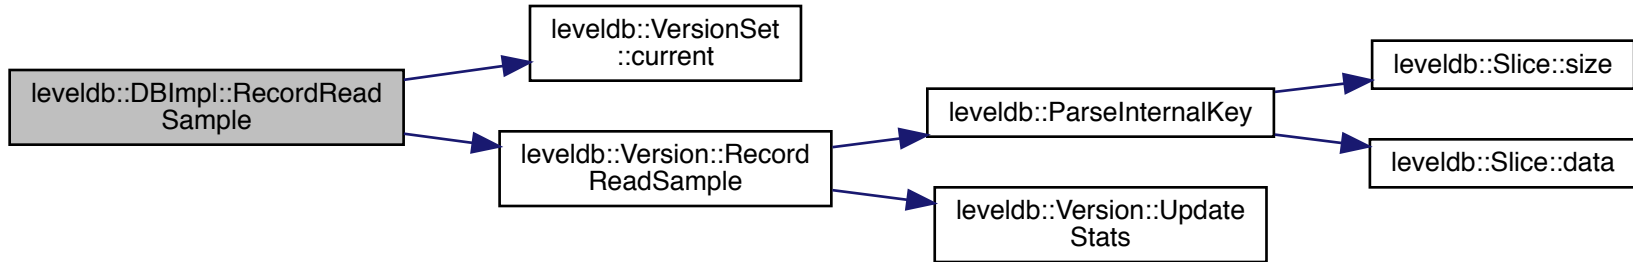 leveldb::DBImpl::RecordRead
Sample
leveldb::VersionSet
::current
leveldb::Version::Record
ReadSample
leveldb::ParseInternalKey
leveldb::Version::Update
Stats
leveldb::Slice::size
leveldb::Slice::data